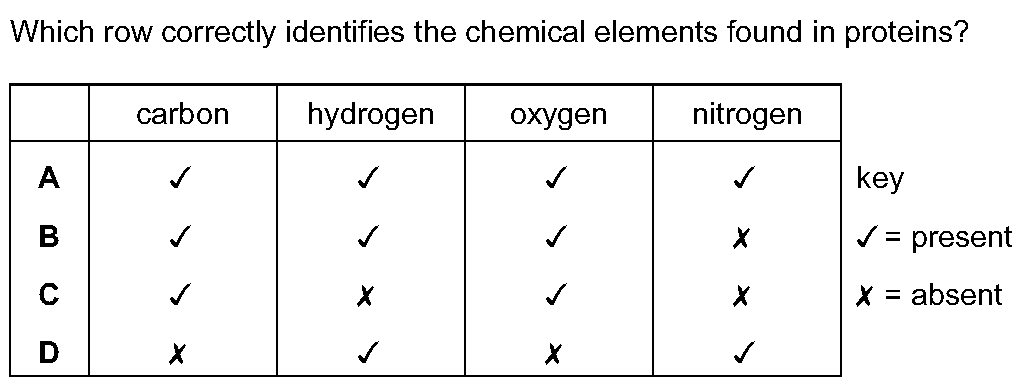 Which row correctly identifies the chemical elements found in proteins?
carbon hydrogen oxygen nitrogen
A ✓ ✓ ✓ ✓ key
B ✓ ✓ ✓ ✗ ✓ = present
C ✓ ✗ ✓ ✗ ✗ = absent
D ✗ ✓ ✗ ✓